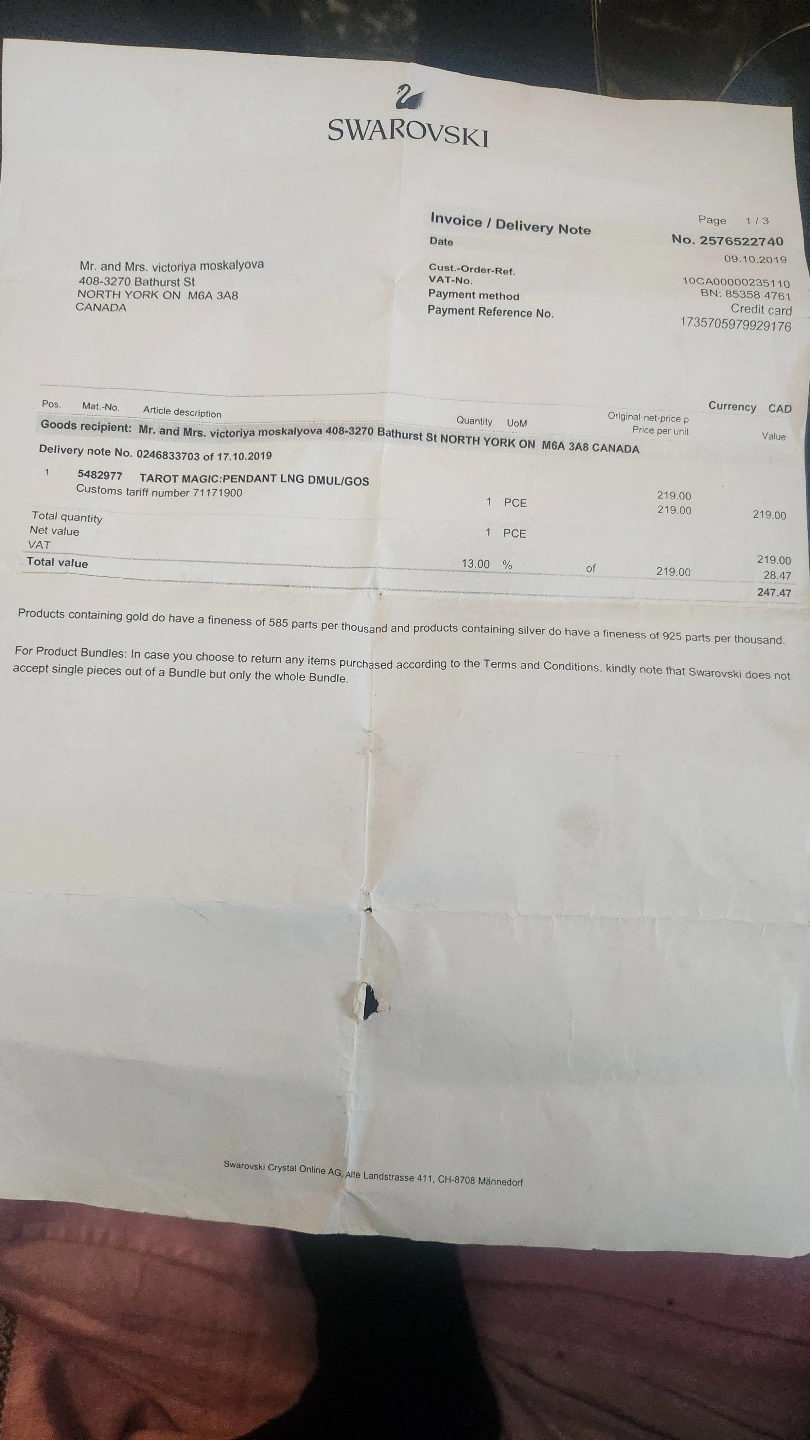 SWAROVSKI
Invoice / Delivery Note
Page 1 / 3
No. 2576522740
Date 09.10.2019
Mr. and Mrs. victoriya moskalyova
408-3270 Bathurst St
NORTH YORK ON M6A 3A8
CANADA
Cust.-Order-Ref. 10CA00000235110
VAT-No. BN: 85358 4761
Payment method Credit card
Payment Reference No. 1735705979929176
Currency CAD
Pos. Mat.-No. Article description Quantity UoM Original net-price p
Price per unit Value
Goods recipient: Mr. and Mrs. victoriya moskalyova 408-3270 Bathurst St NORTH YORK ON M6A 3A8 CANADA
Delivery note No. 0246833703 of 17.10.2019
1 5482977 TAROT MAGIC:PENDANT LNG DMUL/GOS 1 PCE 219.00
Customs tariff number 71171900 219.00 219.00
Total quantity 1 PCE
Net value 219.00
VAT 13.00 % of 219.00 28.47
Total value 247.47
Products containing gold do have a fineness of 585 parts per thousand and products containing silver do have a fineness of 925 parts per thousand.
For Product Bundles: In case you choose to return any items purchased according to the Terms and Conditions, kindly note that Swarovski does not
accept single pieces out of a Bundle but only the whole Bundle.
Swarovski Crystal Online AG, Alte Landstrasse 411, CH-8708 Männedorf